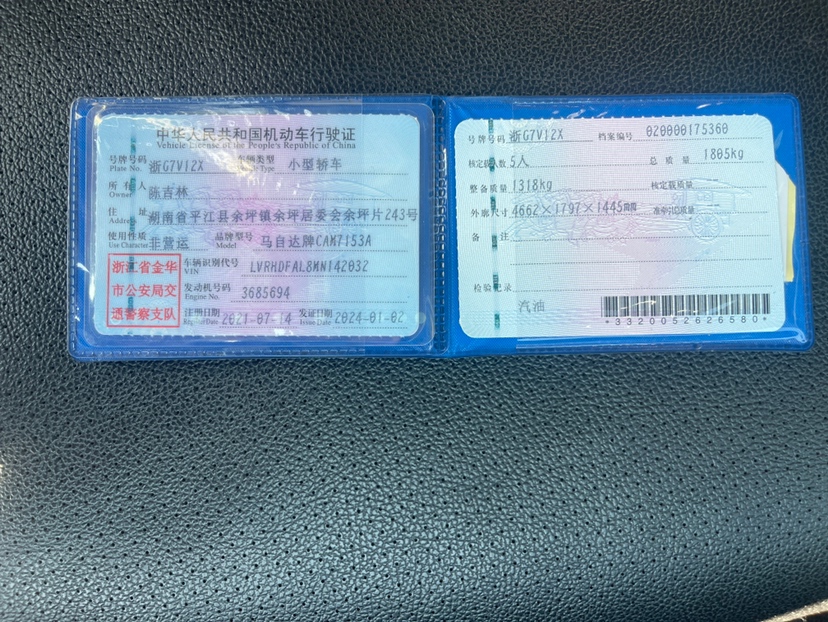 中华人民共和国机动车行驶证
Vehicle License of the People's Republic of China
号牌号码 浙G7V12X 车辆类型 小型轿车
Plate No. Type
所有人 陈吉林
Owner
住址 湖南省平江县余坪镇余坪居委会余坪片243号
Address
使用性质 非营运 品牌型号 马自达牌CAM7153A
Use Character Model
浙江省金华
市公安局交
通警察支队
车辆识别代号 LVRHDFAL8MN142032
VIN
发动机号码 3685694
Engine No.
注册日期 2021-07-14 发证日期 2024-01-02
Register Date Issue Date
号牌号码 浙G7V12X 档案编号 020000175360
核定载人数 5人 总质量 1805kg
整备质量 1318kg 核定载质量 --
外廓尺寸 4662×1797×1445mm 准牵引总质量 --
备注
检验记录
汽油
*3320052626580*